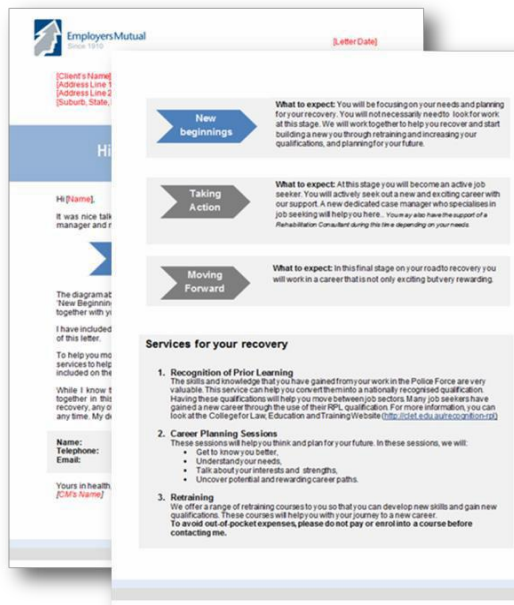 EmployersMutual
Since 1910
[Letter Date]
[Client's Name]
[Address Line 1
[Address Line 2
[Suburb, State,
Hi
Hi [Name],
It was nice talk
manager and r
The diagram ab
'New Beginnin
together with y
I have included
of this letter.
To help you mo
services to help
included on the
While I know t
together in this
recovery, any o
any time. My de
Name:
Telephone:
Email:
Yours in health,
[CM's Name]
New
beginnings
What to expect: You will be focusing on your needs and planning
for your recovery. You will not necessarily need to look for work
at this stage. We will work together to help you recover and start
building a new you through retraining and increasing your
qualifications, and planning for your future.
Taking
Action
What to expect: At this stage you will become an active job
seeker. You will actively seek out a new and exciting career with
our support. A new dedicated case manager who specialises in
job seeking will help you here.. You may also have the support of a
Rehabilitation Consultant during this time depending on your needs.
Moving
Forward
What to expect: In this final stage on your road to recovery you
will work in a career that is not only exciting but very rewarding.
Services for your recovery
1. Recognition of Prior Learning
The skills and knowledge that you have gained from your work in the Police Force are very
valuable. This service can help you convert them into a nationally recognised qualification.
Having these qualifications will help you move between job sectors. Many job seekers have
gained a new career through the use of their RPL qualification. For more information, you can
look at the College for Law, Education and Training Website (http://clet.edu.au/recognition-rpl)
2. Career Planning Sessions
These sessions will help you think and plan for your future. In these sessions, we will:
• Get to know you better,
• Understand your needs,
• Talk about your interests and strengths,
• Uncover potential and rewarding career paths.
3. Retraining
We offer a range of retraining courses to you so that you can develop new skills and gain new
qualifications. These courses will help you with your journey to a new career.
To avoid out-of-pocket expenses, please do not pay or enrol into a course before
contacting me.